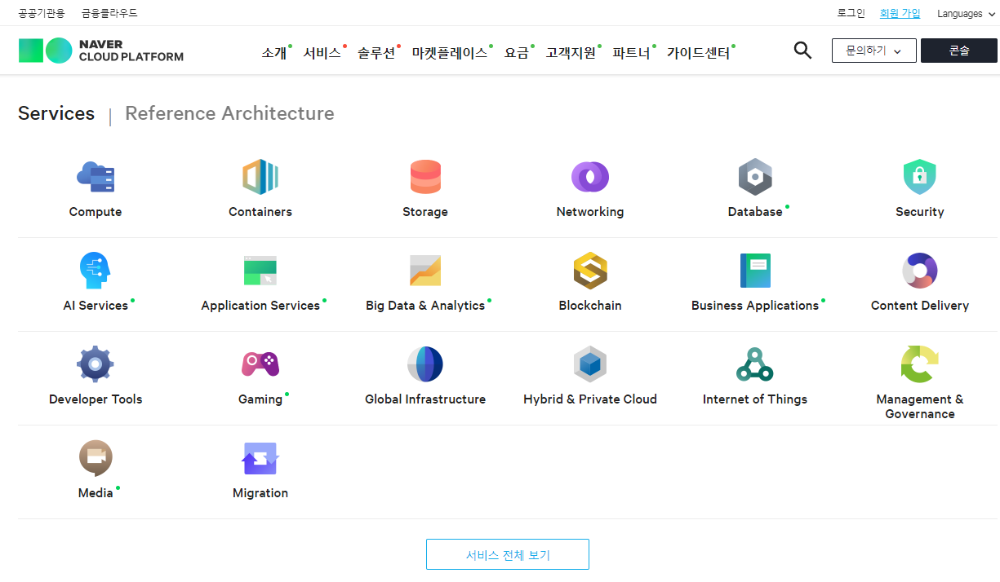 공공기관용 금융클라우드 로그인 회원 가입 Languages
NAVER
CLOUD PLATFORM
소개 서비스 솔루션 마켓플레이스 요금 고객지원 파트너 가이드센터 문의하기 콘솔
Services | Reference Architecture
Compute Containers Storage Networking Database Security
AI Services Application Services Big Data & Analytics Blockchain Business Applications Content Delivery
Developer Tools Gaming Global Infrastructure Hybrid & Private Cloud Internet of Things Management &
Governance
Media Migration
서비스 전체 보기